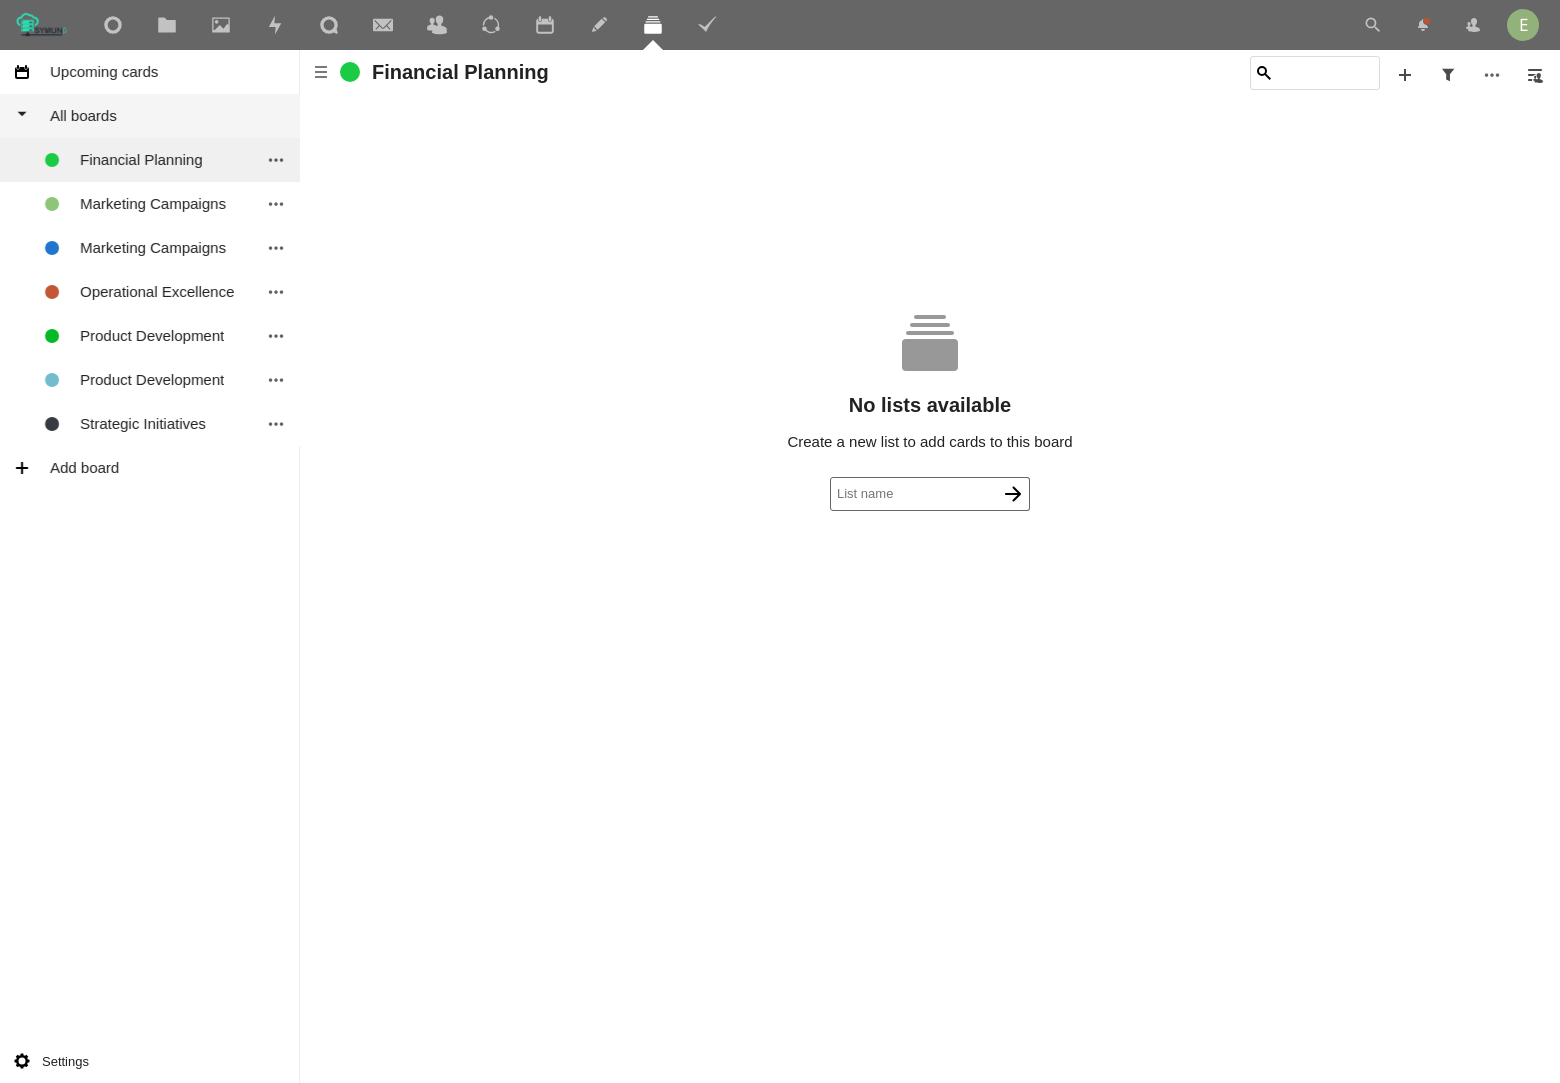 E
Upcoming cards
All boards
Financial Planning
Marketing Campaigns
Marketing Campaigns
Operational Excellence
Product Development
Product Development
Strategic Initiatives
Add board
Settings
Financial Planning
No lists available
Create a new list to add cards to this board
List name